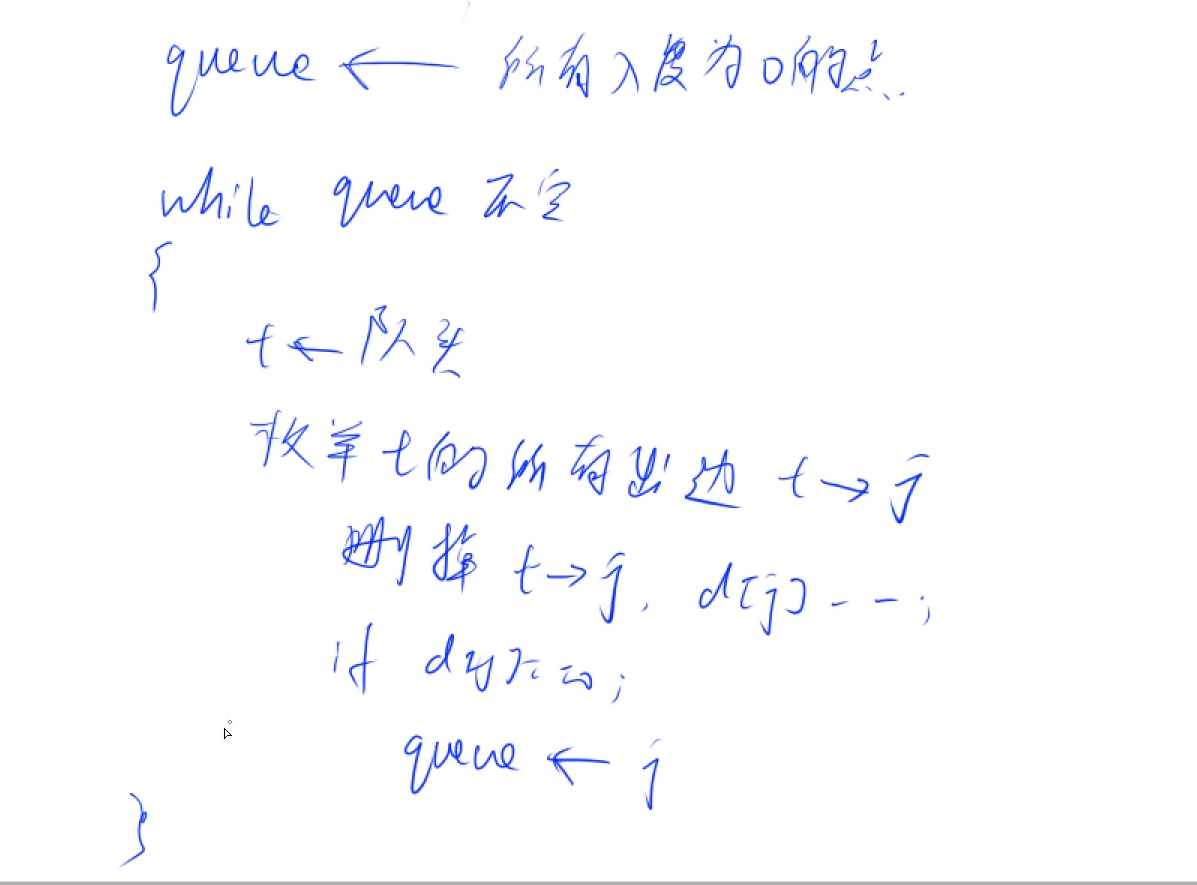 queue ← 所有入度为0的点
while queue 不空
{
t ← 队头
枚举 t 的所有出边 t → j
删掉 t → j, d[j]--;
if d[j] == 0;
queue ← j
}